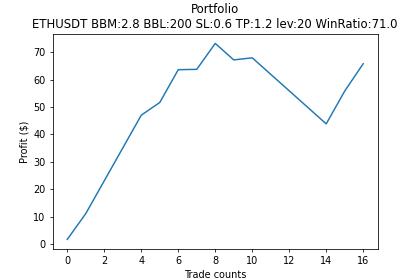 Portfolio
ETHUSDT BBM:2.8 BBL:200 SL:0.6 TP:1.2 lev:20 WinRatio:71.0
70
60
50
40
30
20
10
0
Profit ($)
0 2 4 6 8 10 12 14 16
Trade counts